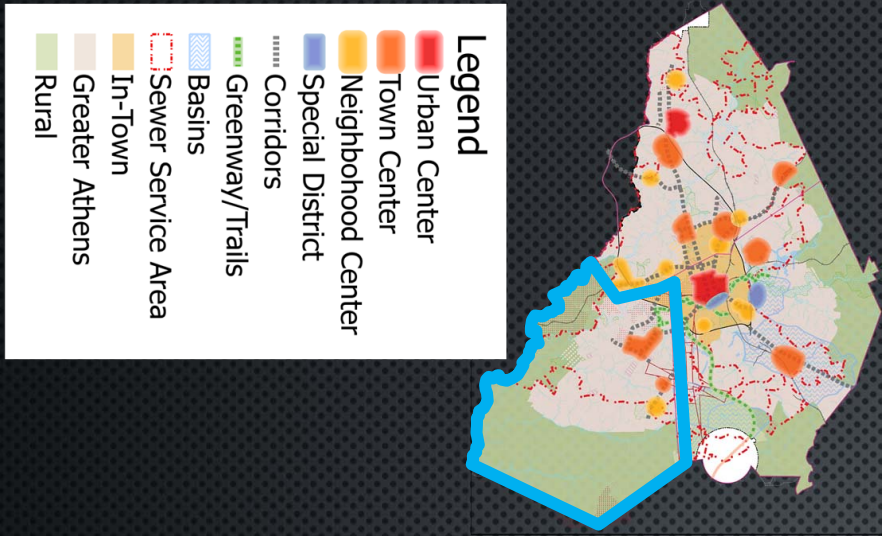 Legend
Urban Center
Town Center
Neighbohood Center
Special District
Corridors
Greenway/Trails
Basins
Sewer Service Area
In-Town
Greater Athens
Rural